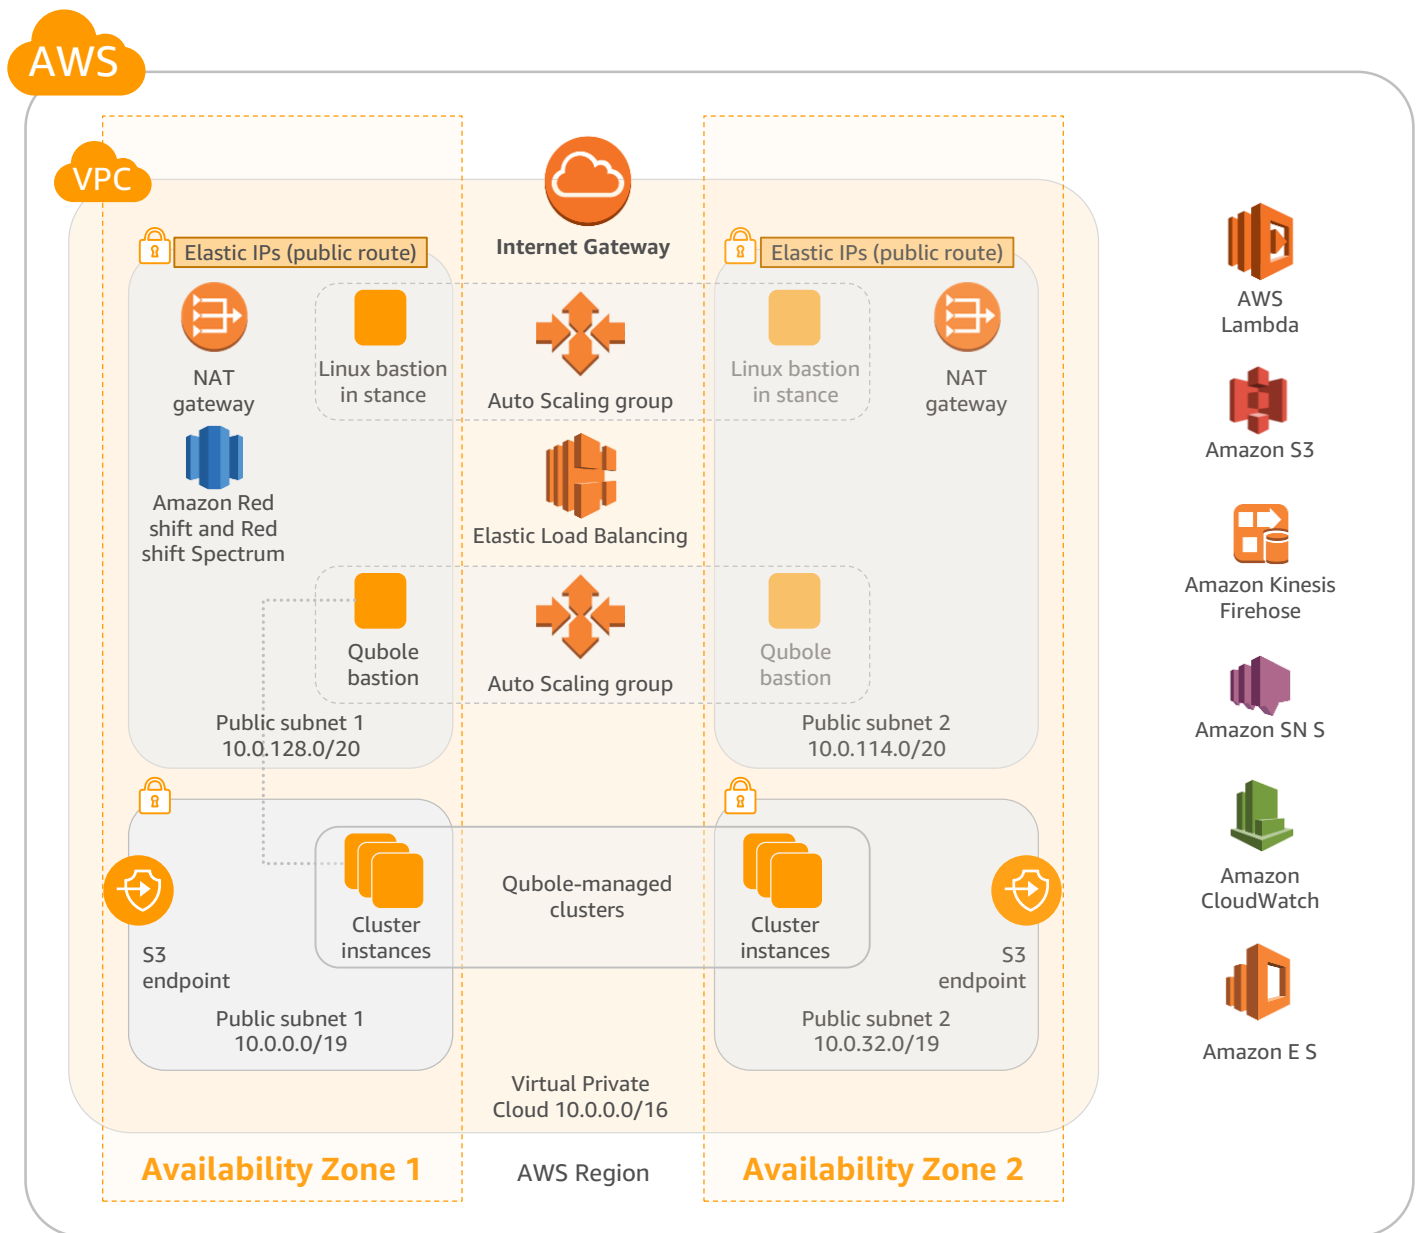 AWS
VPC
Internet Gateway
Elastic IPs (public route)
Elastic IPs (public route)
NAT
gateway
Linux bastion
in stance
Auto Scaling group
Linux bastion
in stance
NAT
gateway
Amazon Red
shift and Red
shift Spectrum
Elastic Load Balancing
Qubole
bastion
Auto Scaling group
Qubole
bastion
Public subnet 1
10.0.128.0/20
Public subnet 2
10.0.114.0/20
Cluster
instances
Qubole-managed
clusters
Cluster
instances
S3
endpoint
S3
endpoint
Public subnet 1
10.0.0.0/19
Public subnet 2
10.0.32.0/19
Virtual Private
Cloud 10.0.0.0/16
Availability Zone 1
AWS Region
Availability Zone 2
AWS
Lambda
Amazon S3
Amazon Kinesis
Firehose
Amazon SN S
Amazon
CloudWatch
Amazon E S